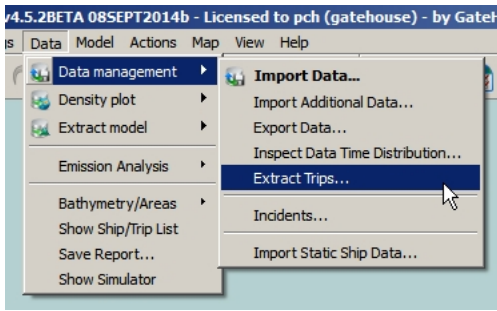 v4.5.2BETA 08SEPT2014b - Licensed to pch (gatehouse) - by
Data Model Actions Map View Help
Data management
Density plot
Extract model
Emission Analysis
Bathymetry/Areas
Show Ship/Trip List
Save Report...
Show Simulator
Import Data...
Import Additional Data...
Export Data...
Inspect Data Time Distribution...
Extract Trips...
Incidents...
Import Static Ship Data...